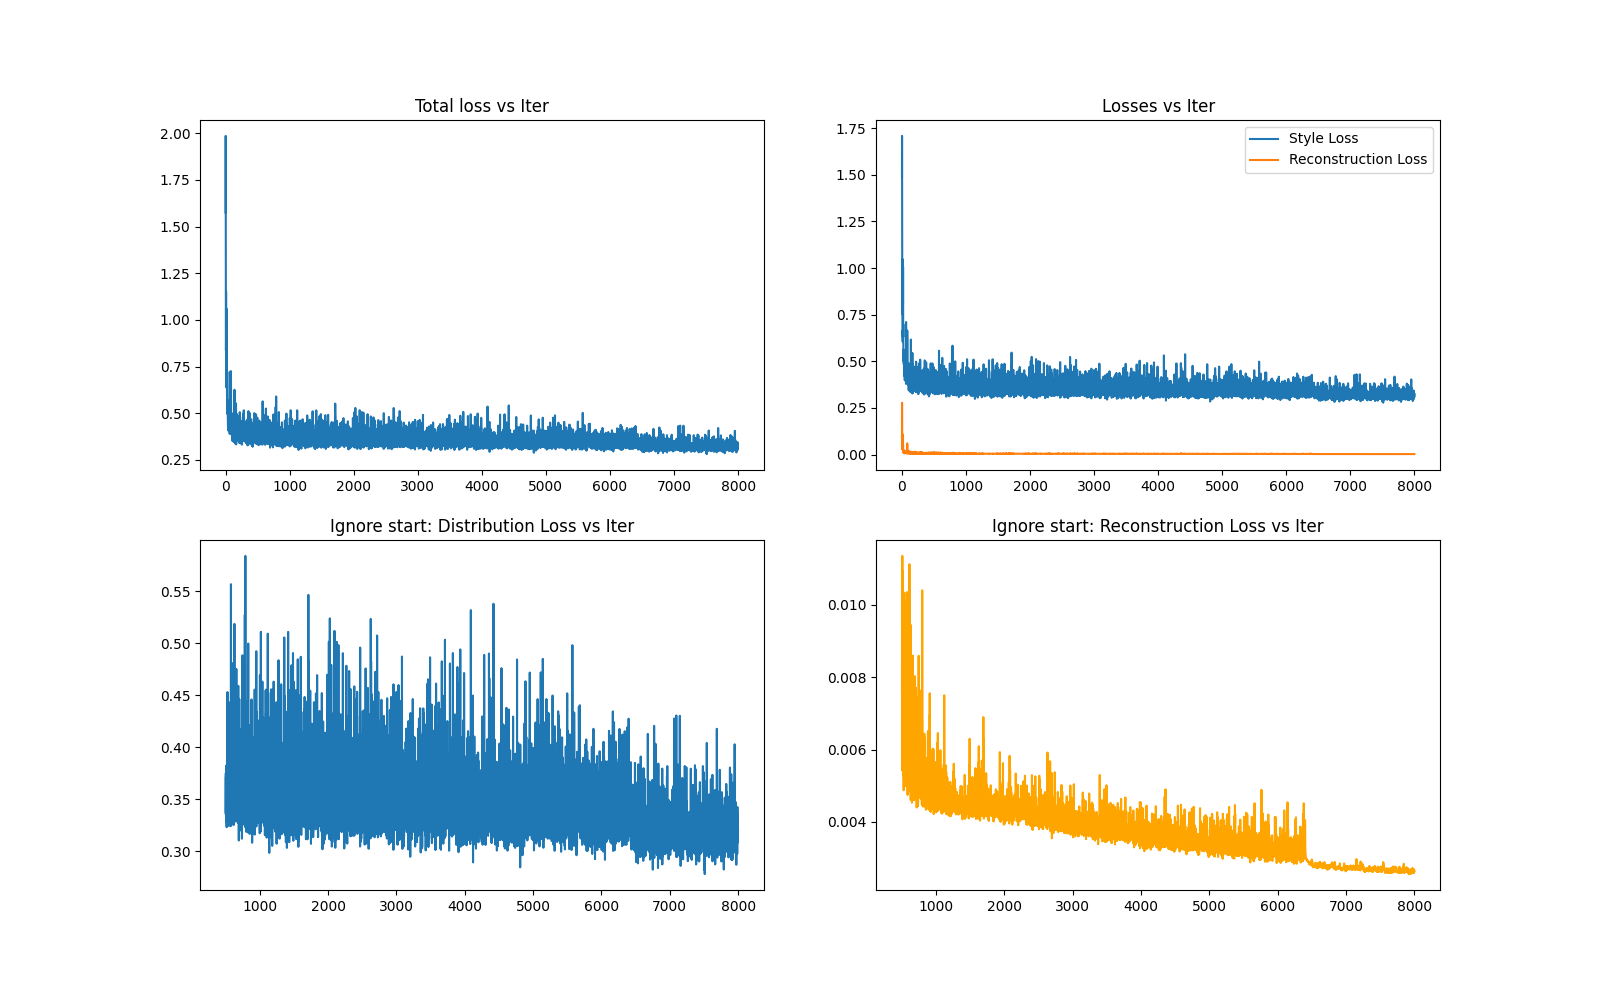 Total loss vs Iter
2.00
1.75
1.50
1.25
1.00
0.75
0.50
0.25
0 1000 2000 3000 4000 5000 6000 7000 8000
Losses vs Iter
Style Loss
Reconstruction Loss
1.75
1.50
1.25
1.00
0.75
0.50
0.25
0.00
0 1000 2000 3000 4000 5000 6000 7000 8000
Ignore start: Distribution Loss vs Iter
0.55
0.50
0.45
0.40
0.35
0.30
1000 2000 3000 4000 5000 6000 7000 8000
Ignore start: Reconstruction Loss vs Iter
0.010
0.008
0.006
0.004
1000 2000 3000 4000 5000 6000 7000 8000